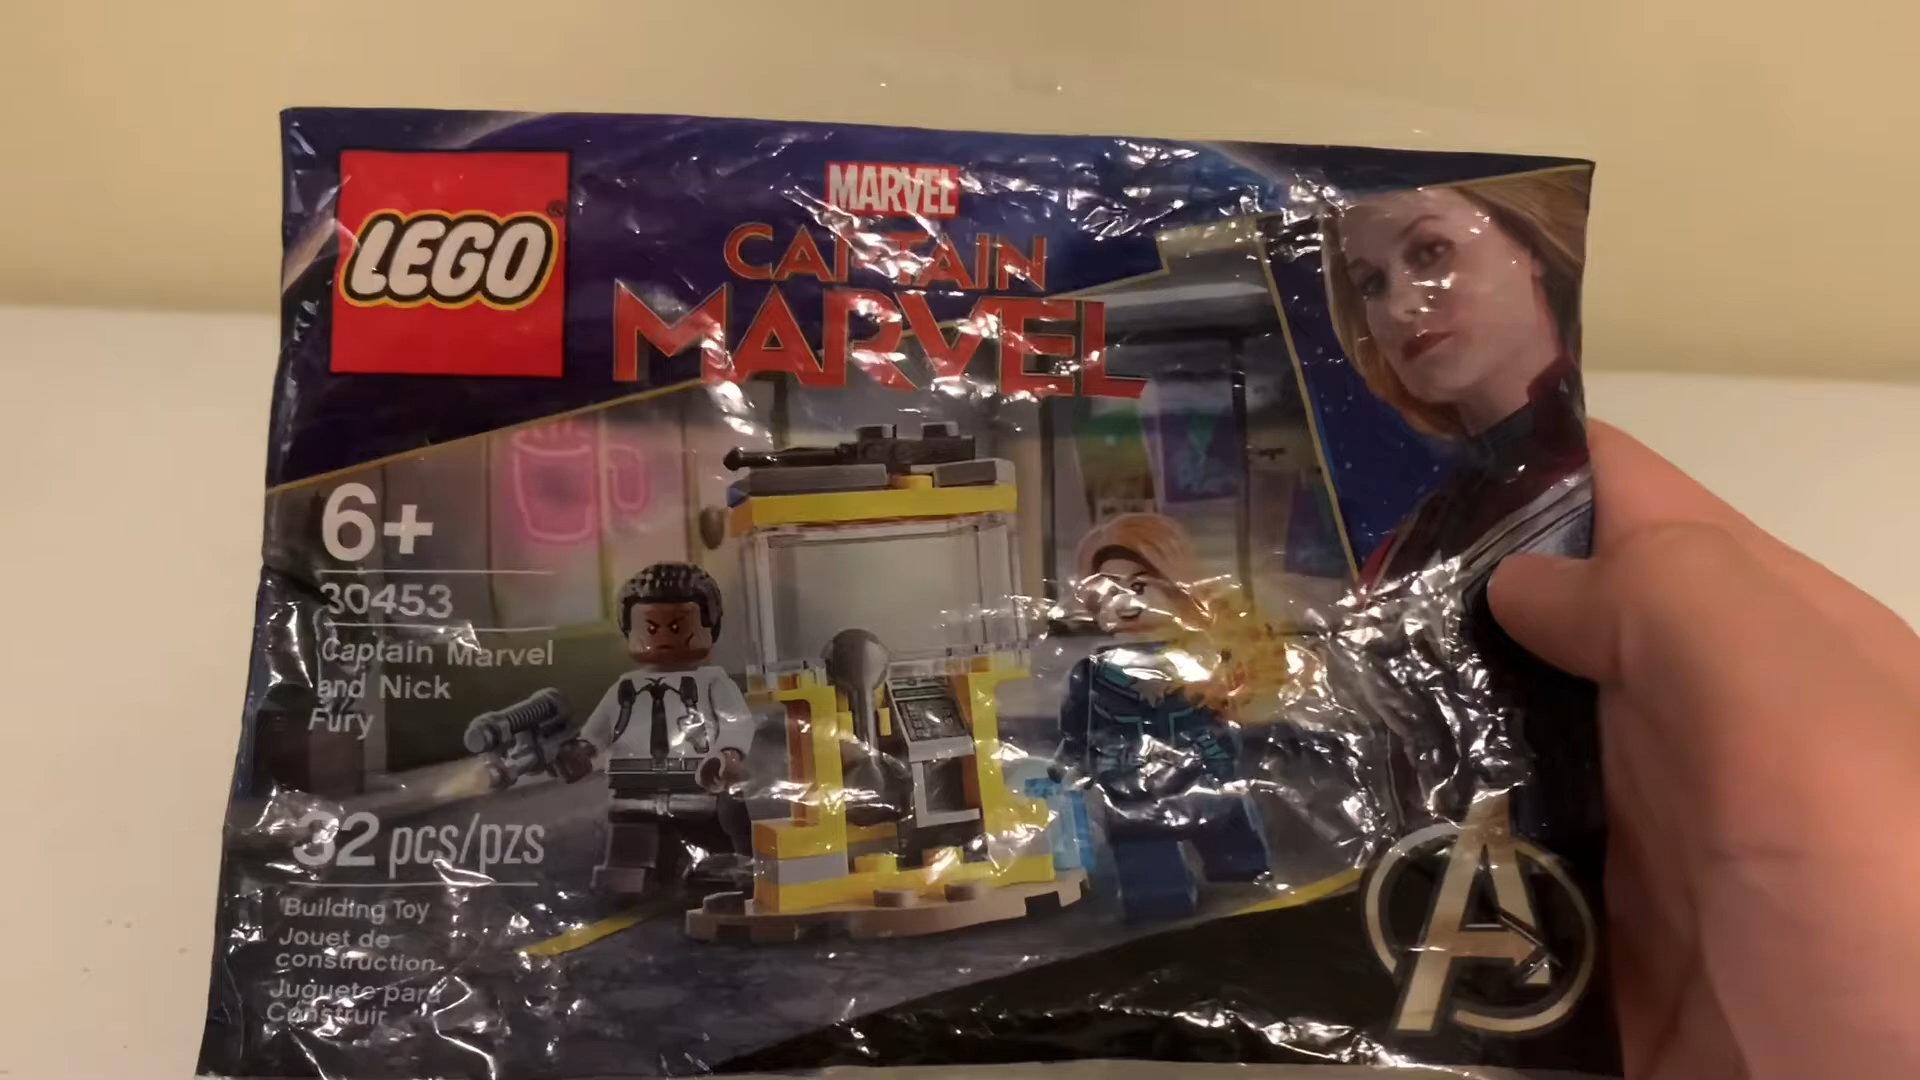 LEGO®
MARVEL
CAPTAIN
MARVEL
6+
30453
Captain Marvel
and Nick
Fury
32 pcs/pzs
Building Toy
Jouet de
construction
Juguete para
Construir